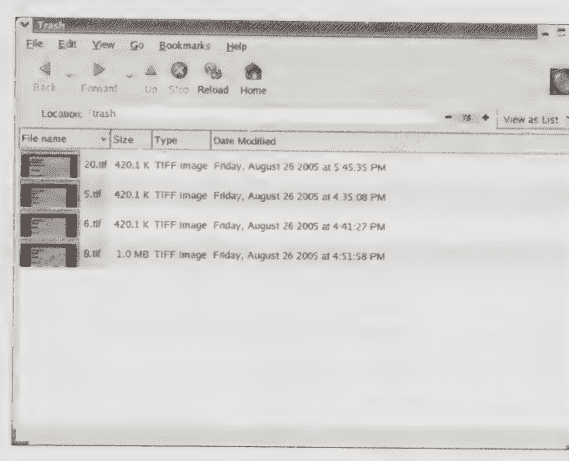 Trash
File Edit View Go Bookmarks Help
Back Forward Up Stop Reload Home
Location: trash - 75 + View as List
File name Size Type Date Modified
20.tif 420.1 K TIFF image Friday, August 26 2005 at 5:45:35 PM
5.tif 420.1 K TIFF image Friday, August 26 2005 at 4:35:08 PM
6.tif 420.1 K TIFF image Friday, August 26 2005 at 4:41:27 PM
8.tif 1.0 MB TIFF image Friday, August 26 2005 at 4:51:58 PM